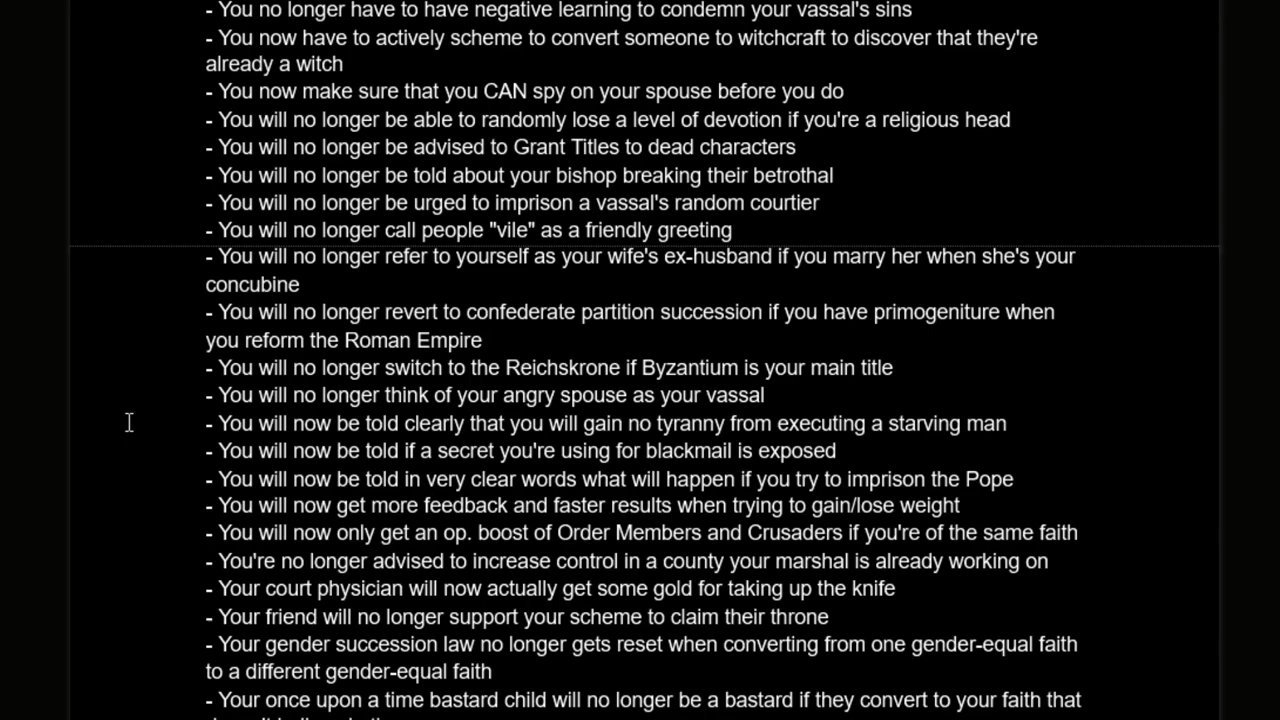 - You no longer have to have negative learning to condemn your vassal's sins
- You now have to actively scheme to convert someone to witchcraft to discover that they're
already a witch
- You now make sure that you CAN spy on your spouse before you do
- You will no longer be able to randomly lose a level of devotion if you're a religious head
- You will no longer be advised to Grant Titles to dead characters
- You will no longer be told about your bishop breaking their betrothal
- You will no longer be urged to imprison a vassal's random courtier
- You will no longer call people "vile" as a friendly greeting
- You will no longer refer to yourself as your wife's ex-husband if you marry her when she's your
concubine
- You will no longer revert to confederate partition succession if you have primogeniture when
you reform the Roman Empire
- You will no longer switch to the Reichskrone if Byzantium is your main title
- You will no longer think of your angry spouse as your vassal
- You will now be told clearly that you will gain no tyranny from executing a starving man
- You will now be told if a secret you're using for blackmail is exposed
- You will now be told in very clear words what will happen if you try to imprison the Pope
- You will now get more feedback and faster results when trying to gain/lose weight
- You will now only get an op. boost of Order Members and Crusaders if you're of the same faith
- You're no longer advised to increase control in a county your marshal is already working on
- Your court physician will now actually get some gold for taking up the knife
- Your friend will no longer support your scheme to claim their throne
- Your gender succession law no longer gets reset when converting from one gender-equal faith
to a different gender-equal faith
- Your once upon a time bastard child will no longer be a bastard if they convert to your faith that